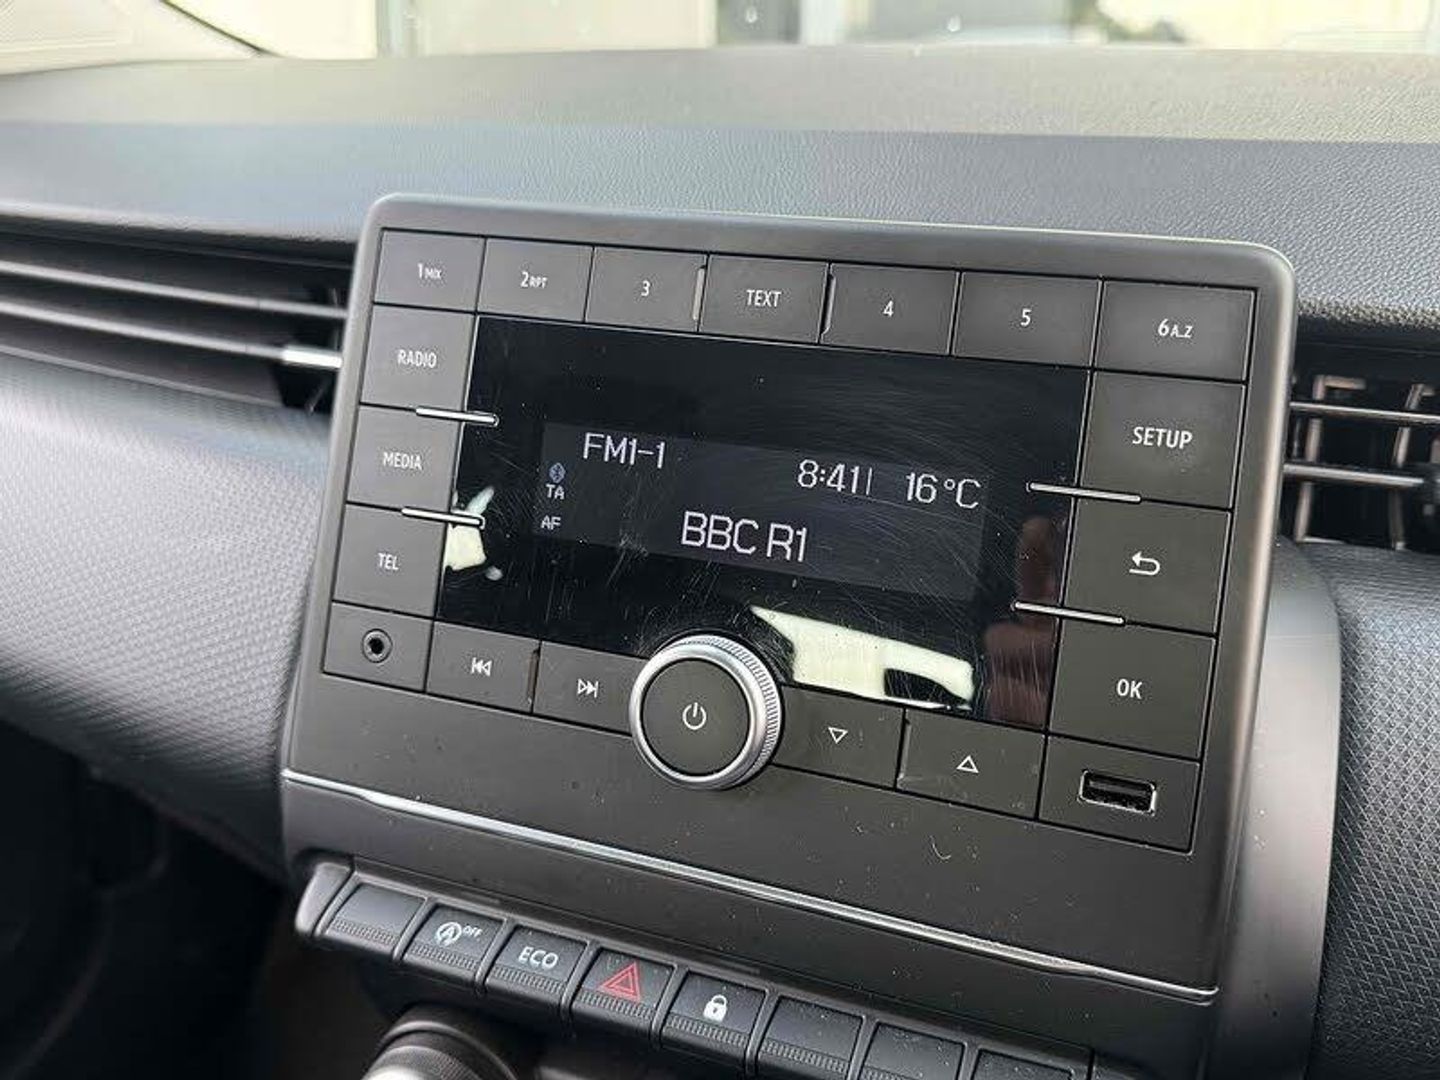 1MIX
2RPT
3
TEXT
4
5
6A.Z
RADIO
MEDIA
TEL
SETUP
OK
FM1-1
8:41
16°C
TA
AF
BBC R1
A OFF
ECO